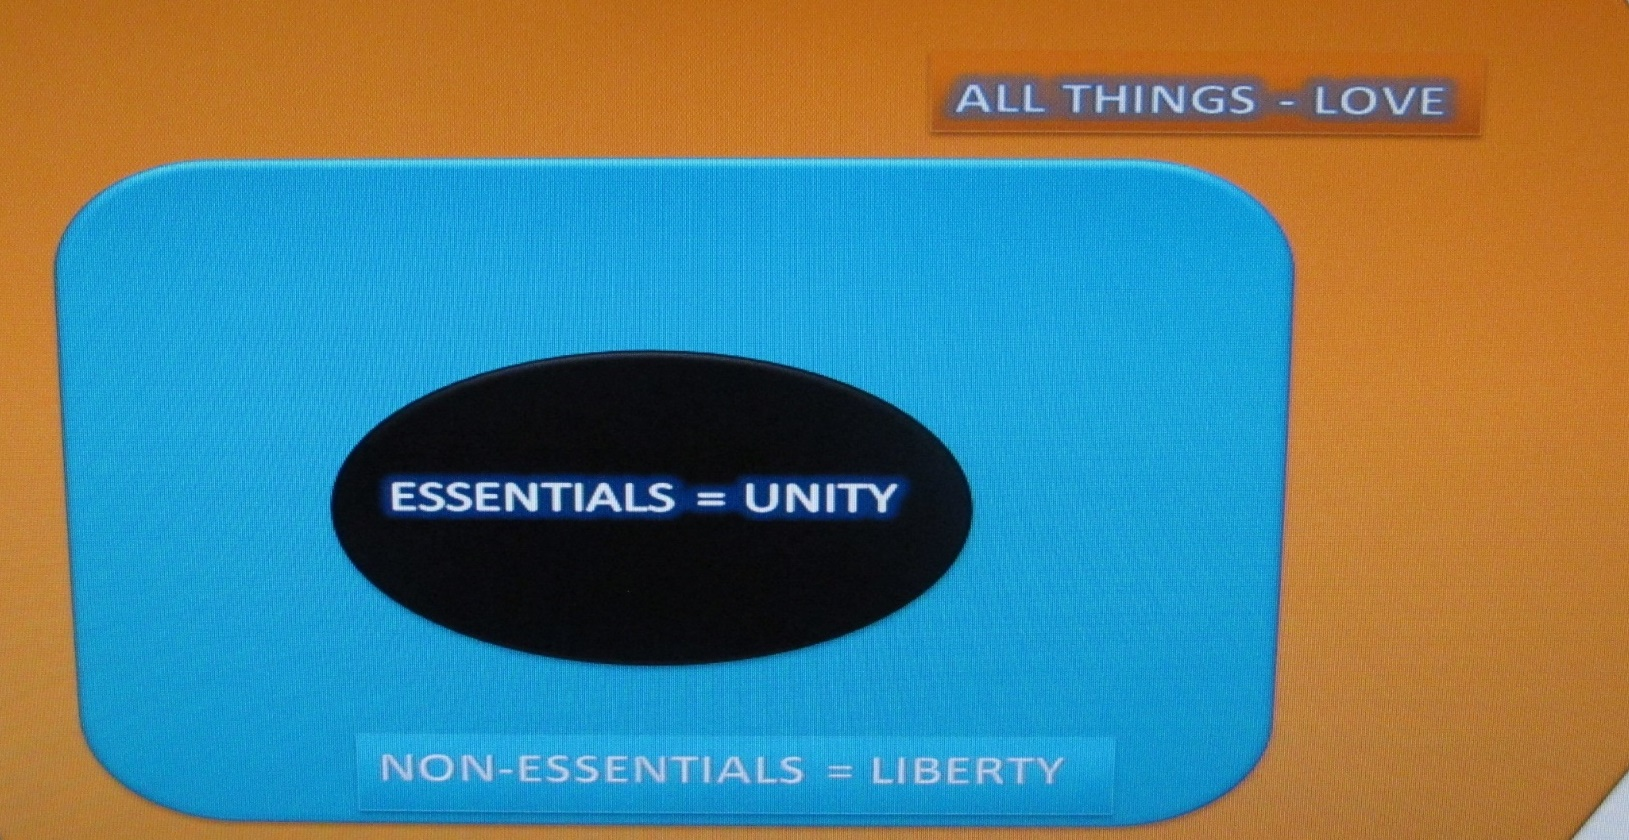 ALL THINGS - LOVE
ESSENTIALS = UNITY
NON-ESSENTIALS = LIBERTY